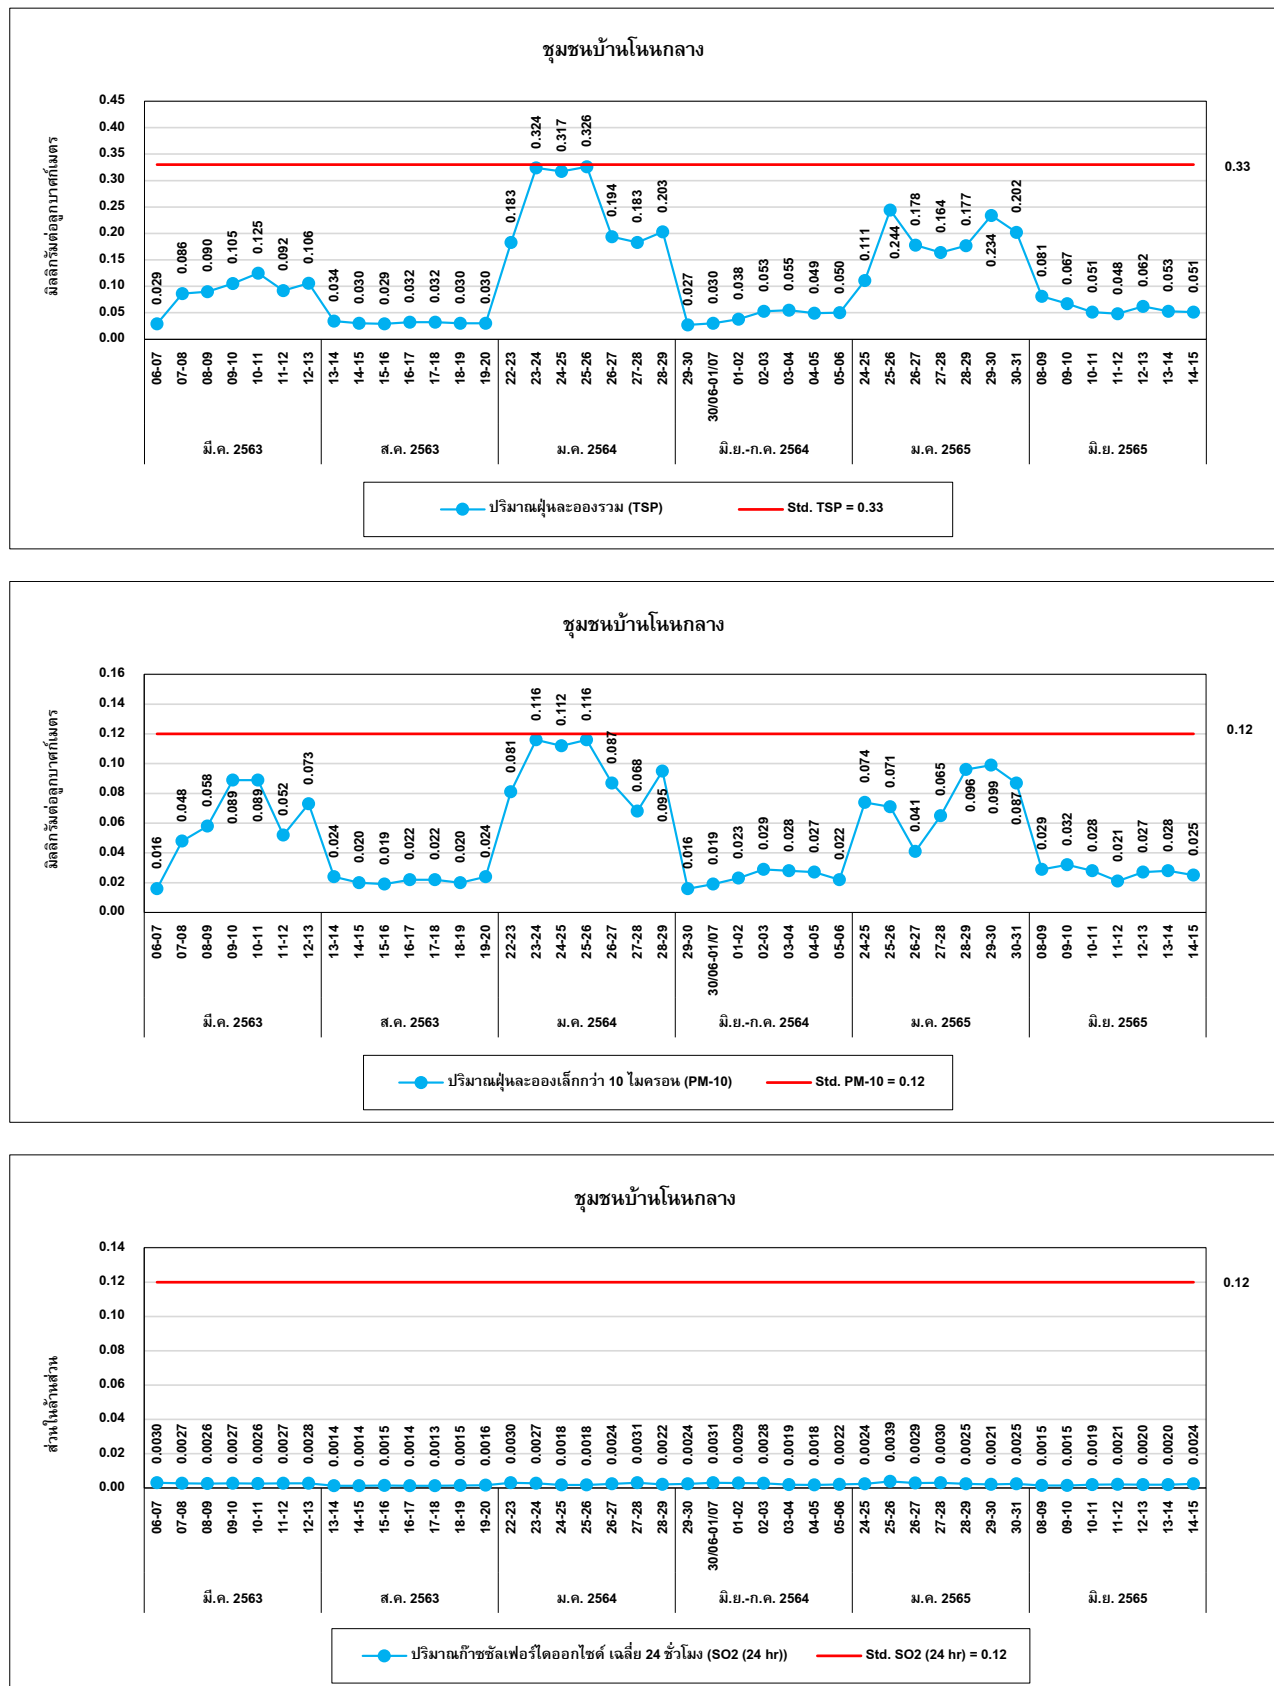 ชุมชนบ้านโนนกลาง
มิลลิกรัมต่อลูกบาศก์เมตร
0.45
0.40
0.35
0.30
0.25
0.20
0.15
0.10
0.05
0.00
0.029 0.086 0.090 0.105 0.125 0.092 0.106 0.034 0.030 0.029 0.032 0.032 0.030 0.030 0.183 0.324 0.317 0.326 0.194 0.183 0.203 0.027 0.030 0.038 0.053 0.055 0.049 0.050 0.111 0.244 0.178 0.164 0.177 0.234 0.202 0.081 0.067 0.051 0.048 0.062 0.053 0.051
0.33
06-07 07-08 08-09 09-10 10-11 11-12 12-13 13-14 14-15 15-16 16-17 17-18 18-19 19-20 22-23 23-24 24-25 25-26 26-27 27-28 28-29 29-30 30/06-01/07 01-02 02-03 03-04 04-05 05-06 24-25 25-26 26-27 27-28 28-29 29-30 30-31 08-09 09-10 10-11 11-12 12-13 13-14 14-15
มี.ค. 2563 ส.ค. 2563 ม.ค. 2564 มิ.ย.-ก.ค. 2564 ม.ค. 2565 มิ.ย. 2565
ปริมาณฝุ่นละอองรวม (TSP) Std. TSP = 0.33
ชุมชนบ้านโนนกลาง
มิลลิกรัมต่อลูกบาศก์เมตร
0.16
0.14
0.12
0.10
0.08
0.06
0.04
0.02
0.00
0.016 0.048 0.058 0.089 0.089 0.052 0.073 0.024 0.020 0.019 0.022 0.022 0.020 0.024 0.081 0.116 0.112 0.116 0.087 0.068 0.095 0.016 0.019 0.023 0.029 0.028 0.027 0.022 0.074 0.071 0.041 0.065 0.096 0.099 0.087 0.029 0.032 0.028 0.021 0.027 0.028 0.025
0.12
06-07 07-08 08-09 09-10 10-11 11-12 12-13 13-14 14-15 15-16 16-17 17-18 18-19 19-20 22-23 23-24 24-25 25-26 26-27 27-28 28-29 29-30 30/06-01/07 01-02 02-03 03-04 04-05 05-06 24-25 25-26 26-27 27-28 28-29 29-30 30-31 08-09 09-10 10-11 11-12 12-13 13-14 14-15
มี.ค. 2563 ส.ค. 2563 ม.ค. 2564 มิ.ย.-ก.ค. 2564 ม.ค. 2565 มิ.ย. 2565
ปริมาณฝุ่นละอองเล็กกว่า 10 ไมครอน (PM-10) Std. PM-10 = 0.12
ชุมชนบ้านโนนกลาง
ส่วนในล้านส่วน
0.14
0.12
0.10
0.08
0.06
0.04
0.02
0.00
0.0030 0.0027 0.0026 0.0027 0.0026 0.0027 0.0028 0.0014 0.0014 0.0015 0.0014 0.0013 0.0015 0.0016 0.0030 0.0027 0.0018 0.0018 0.0024 0.0031 0.0022 0.0024 0.0031 0.0029 0.0028 0.0019 0.0018 0.0022 0.0024 0.0039 0.0029 0.0030 0.0025 0.0021 0.0025 0.0015 0.0015 0.0019 0.0021 0.0020 0.0020 0.0024
0.12
06-07 07-08 08-09 09-10 10-11 11-12 12-13 13-14 14-15 15-16 16-17 17-18 18-19 19-20 22-23 23-24 24-25 25-26 26-27 27-28 28-29 29-30 30/06-01/07 01-02 02-03 03-04 04-05 05-06 24-25 25-26 26-27 27-28 28-29 29-30 30-31 08-09 09-10 10-11 11-12 12-13 13-14 14-15
มี.ค. 2563 ส.ค. 2563 ม.ค. 2564 มิ.ย.-ก.ค. 2564 ม.ค. 2565 มิ.ย. 2565
ปริมาณก๊าซซัลเฟอร์ไดออกไซด์ เฉลี่ย 24 ชั่วโมง (SO2 (24 hr)) Std. SO2 (24 hr) = 0.12